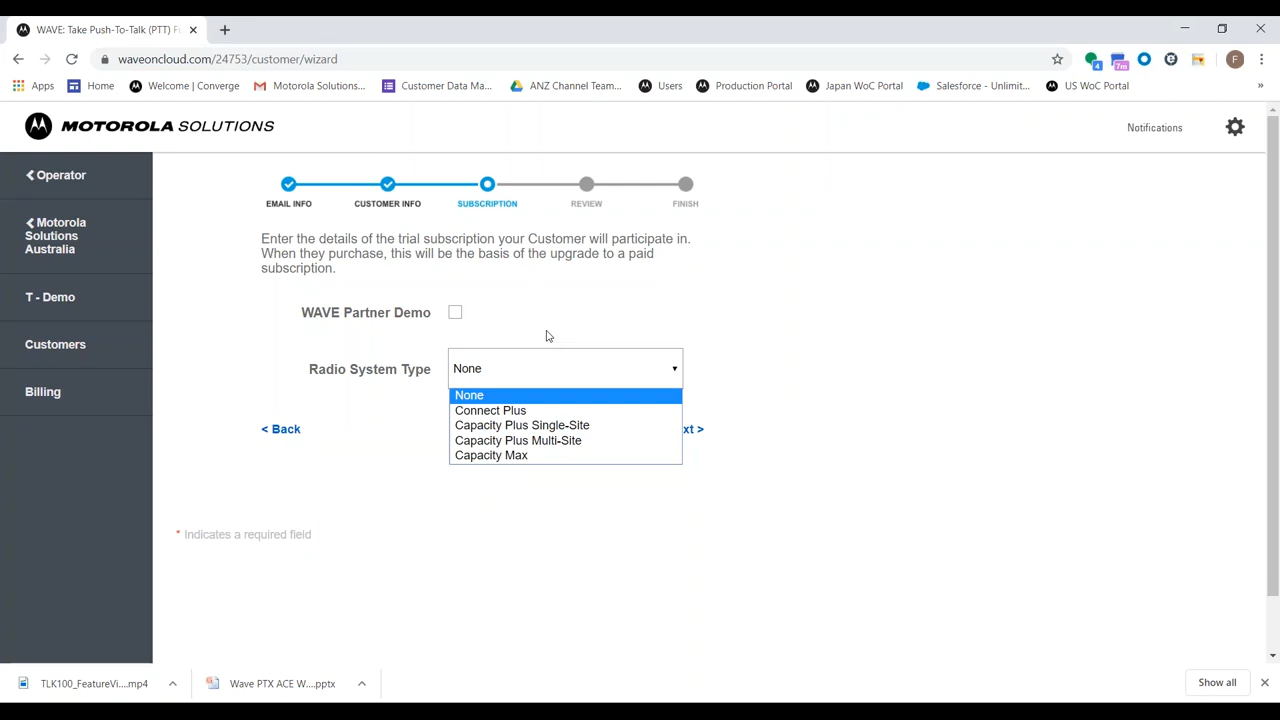 WAVE: Take Push-To-Talk (PTT) F
waveoncloud.com/24753/customer/wizard
4
7m
F
Apps
Home
Welcome | Converge
Motorola Solutions...
Customer Data Ma...
ANZ Channel Team...
Users
Production Portal
Japan WoC Portal
Salesforce - Unlimit...
US WoC Portal
»
MOTOROLA SOLUTIONS
Notifications
Operator
Motorola
Solutions
Australia
T - Demo
Customers
Billing
EMAIL INFO
CUSTOMER INFO
SUBSCRIPTION
REVIEW
FINISH
Enter the details of the trial subscription your Customer will participate in.
When they purchase, this will be the basis of the upgrade to a paid
subscription.
WAVE Partner Demo
Radio System Type
None
None
Connect Plus
Capacity Plus Single-Site
Capacity Plus Multi-Site
Capacity Max
< Back
xt >
* Indicates a required field
TLK100_FeatureVi....mp4
Wave PTX ACE W....pptx
Show all